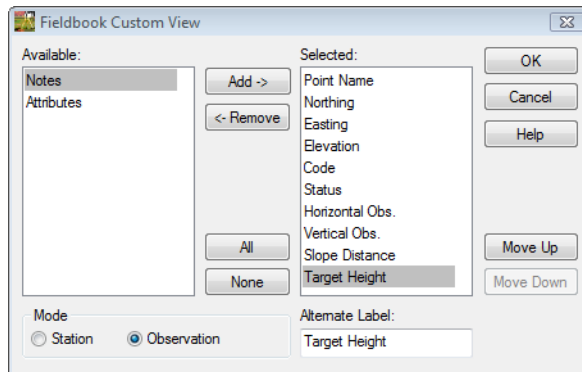 Fieldbook Custom View
Available:
Notes
Attributes
Add ->
<- Remove
All
None
Selected:
Point Name
Northing
Easting
Elevation
Code
Status
Horizontal Obs.
Vertical Obs.
Slope Distance
Target Height
OK
Cancel
Help
Move Up
Move Down
Mode
Station
Observation
Alternate Label:
Target Height